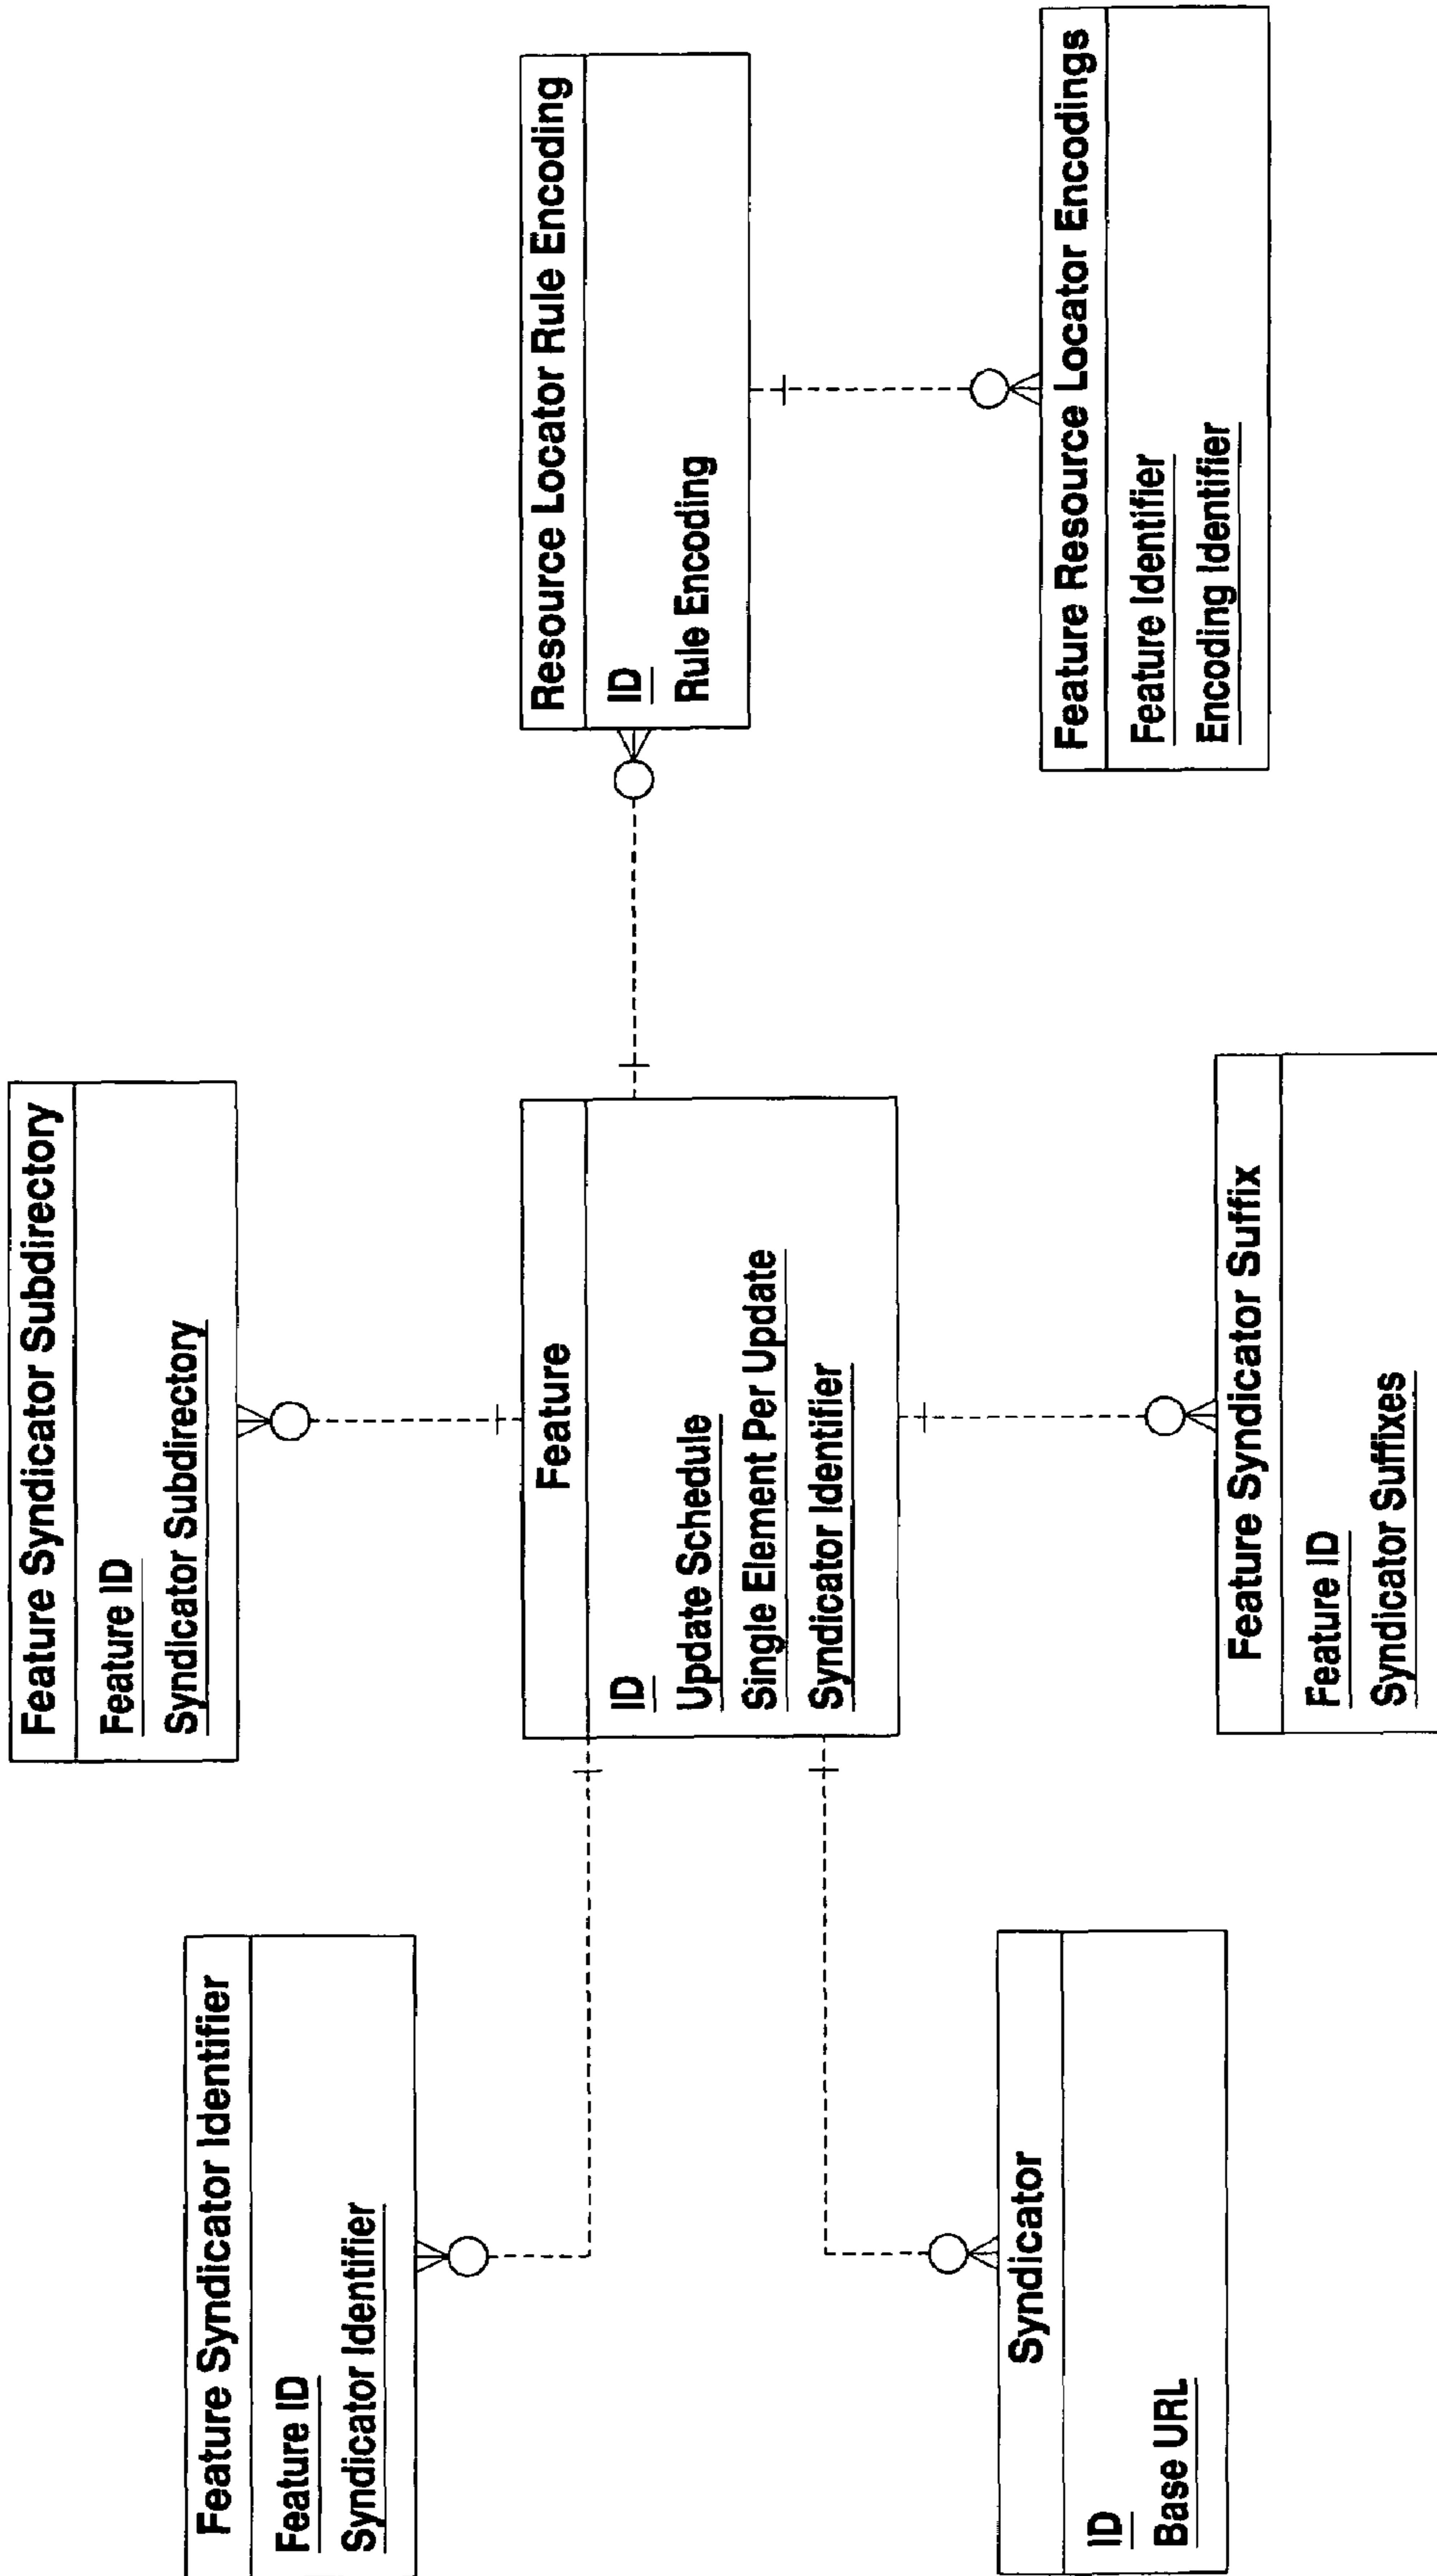 Feature Syndicator Subdirectory
Feature ID
Syndicator Subdirectory
Feature Syndicator Identifier
Feature ID
Syndicator Identifier
Feature
ID
Update Schedule
Single Element Per Update
Syndicator Identifier
Resource Locator Rule Encoding
ID
Rule Encoding
Syndicator
ID
Base URL
Feature Syndicator Suffix
Feature ID
Syndicator Suffixes
Feature Resource Locator Encodings
Feature Identifier
Encoding Identifier